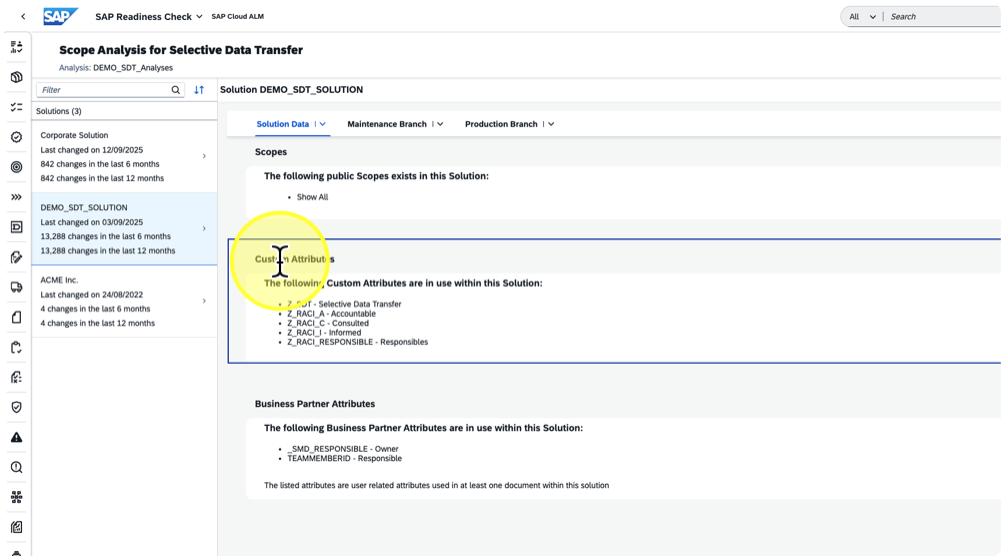 SAP
SAP Readiness Check
SAP Cloud ALM
All
Search
Scope Analysis for Selective Data Transfer
Analysis: DEMO_SDT_Analyses
Filter
Solutions (3)
Corporate Solution
Last changed on 12/09/2025
842 changes in the last 6 months
842 changes in the last 12 months
DEMO_SDT_SOLUTION
Last changed on 03/09/2025
13,288 changes in the last 6 months
13,288 changes in the last 12 months
ACME Inc.
Last changed on 24/08/2022
4 changes in the last 6 months
4 changes in the last 12 months
Solution DEMO_SDT_SOLUTION
Solution Data
Maintenance Branch
Production Branch
Scopes
The following public Scopes exists in this Solution:
• Show All
Custom Attributes
The following Custom Attributes are in use within this Solution:
• Z_SDT - Selective Data Transfer
• Z_RACI_A - Accountable
• Z_RACI_C - Consulted
• Z_RACI_I - Informed
• Z_RACI_RESPONSIBLE - Responsibles
Business Partner Attributes
The following Business Partner Attributes are in use within this Solution:
• _SMD_RESPONSIBLE - Owner
• TEAMMEMBERID - Responsible
The listed attributes are user related attributes used in at least one document within this solution